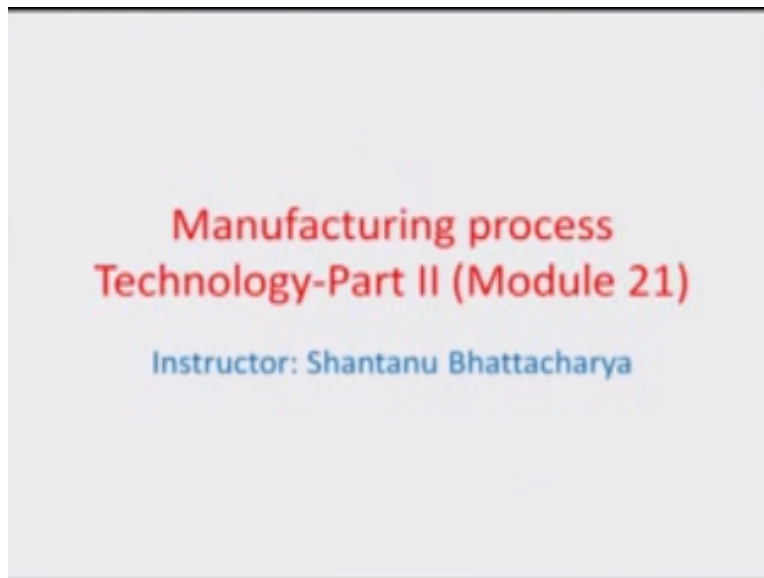 Manufacturing process
Technology-Part II (Module 21)
Instructor: Shantanu Bhattacharya